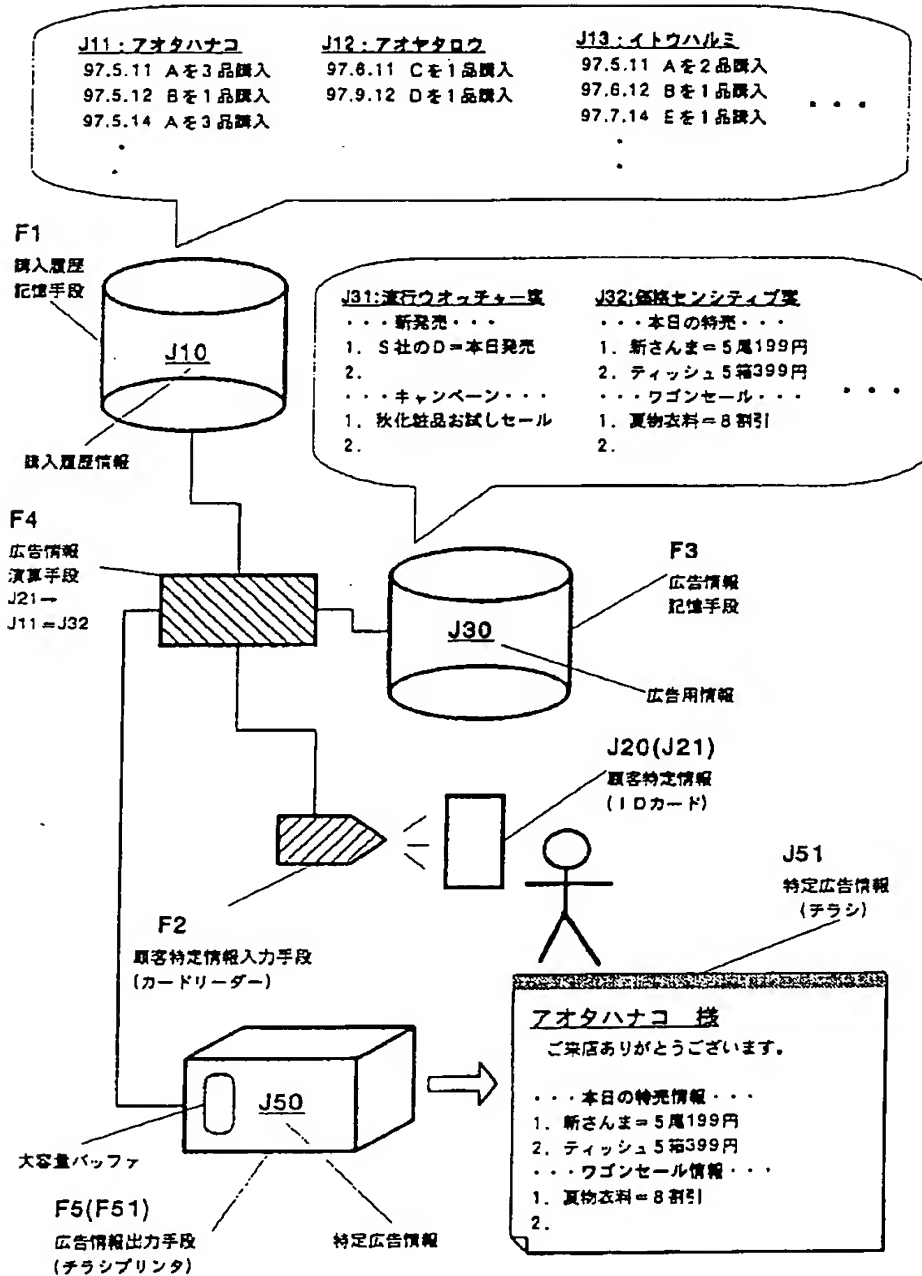 J11:アオタハナコ
97.5.11 Aを3品購入
97.5.12 Bを1品購入
97.5.14 Aを3品購入
J12:アオヤタロウ
97.6.11 Cを1品購入
97.9.12 Dを1品購入
J13:イトウハルミ
97.5.11 Aを2品購入
97.6.12 Bを1品購入
97.7.14 Eを1品購入
・・・
F1
購入履歴
記憶手段
J10
購入履歴情報
J31:流行ウオッチャー
・・・新発売・・・
1. S社のD=本日発売
2.
・・・キャンペーン・・・
1. 秋化粧品お試しセール
2.
J32:価格センシティブ
・・・本日の特売・・・
1. 新さんま=5尾199円
2. ティッシュ5箱399円
・・・ワゴンセール・・・
1. 夏物衣料=8割引
2.
・・・
F4
広告情報
演算手段
J21→
J11=J32
F3
広告情報
記憶手段
J30
広告用情報
J20(J21)
顧客特定情報
(IDカード)
F2
顧客特定情報入力手段
(カードリーダー)
J51
特定広告情報
(チラシ)
アオタハナコ 様
ご来店ありがとうございます。
・・・本日の特売情報・・・
1. 新さんま=5尾199円
2. ティッシュ5箱399円
・・・ワゴンセール情報・・・
1. 夏物衣料=8割引
2.
J50
大容量バッファ
F5(F51)
広告情報出力手段
(チラシプリンタ)
特定広告情報